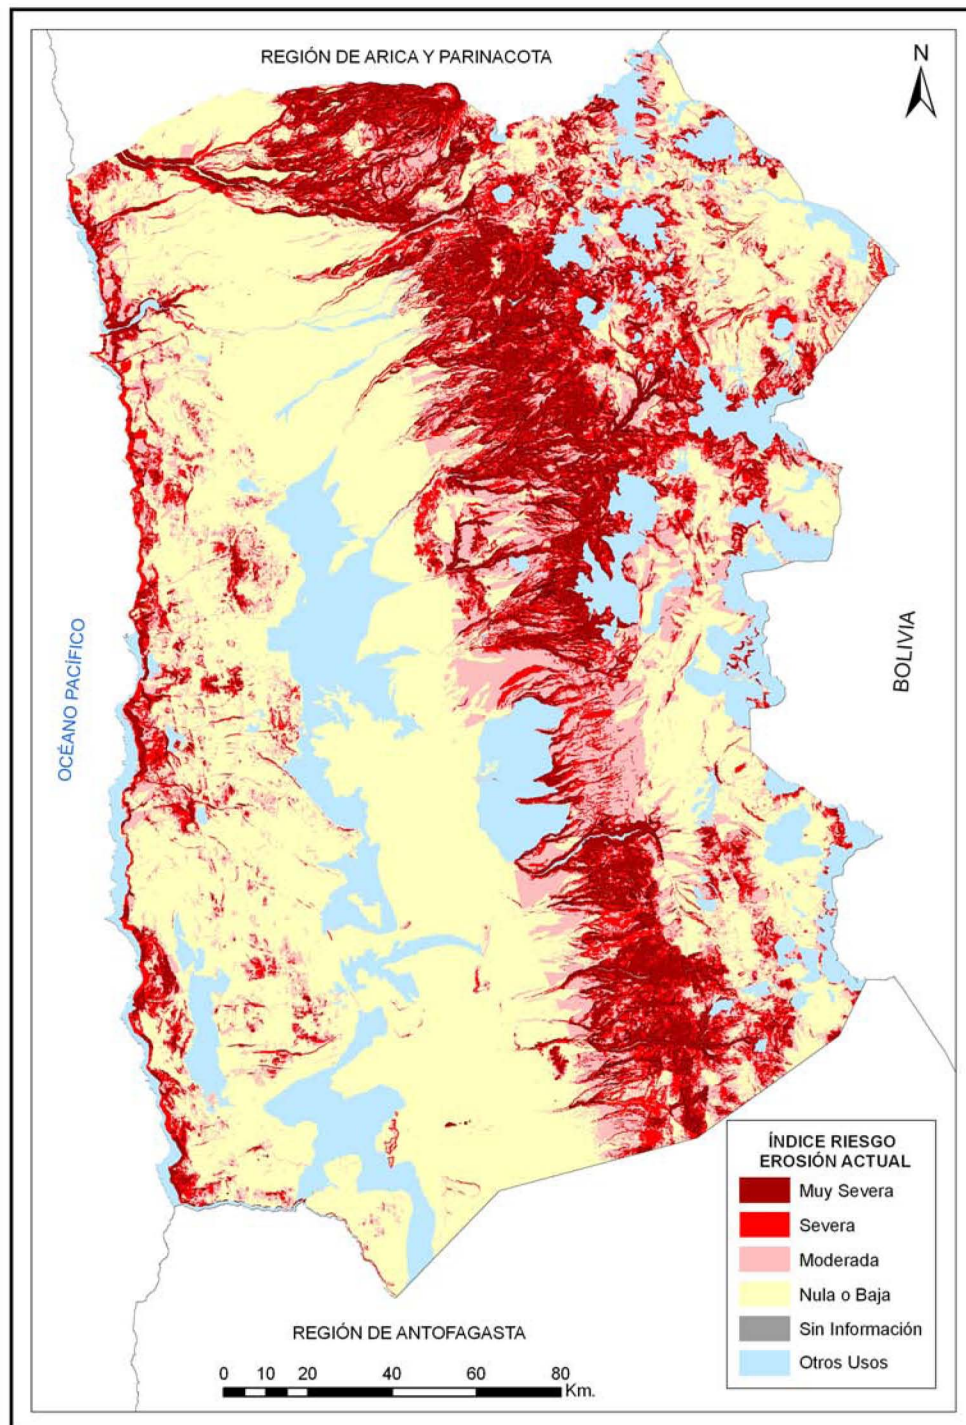 REGIÓN DE ARICA Y PARINACOTA
N
OCÉANO PACÍFICO
BOLIVIA
ÍNDICE RIESGO
EROSIÓN ACTUAL
Muy Severa
Severa
Moderada
Nula o Baja
Sin Información
Otros Usos
REGIÓN DE ANTOFAGASTA
0 10 20 40 60 80
Km.